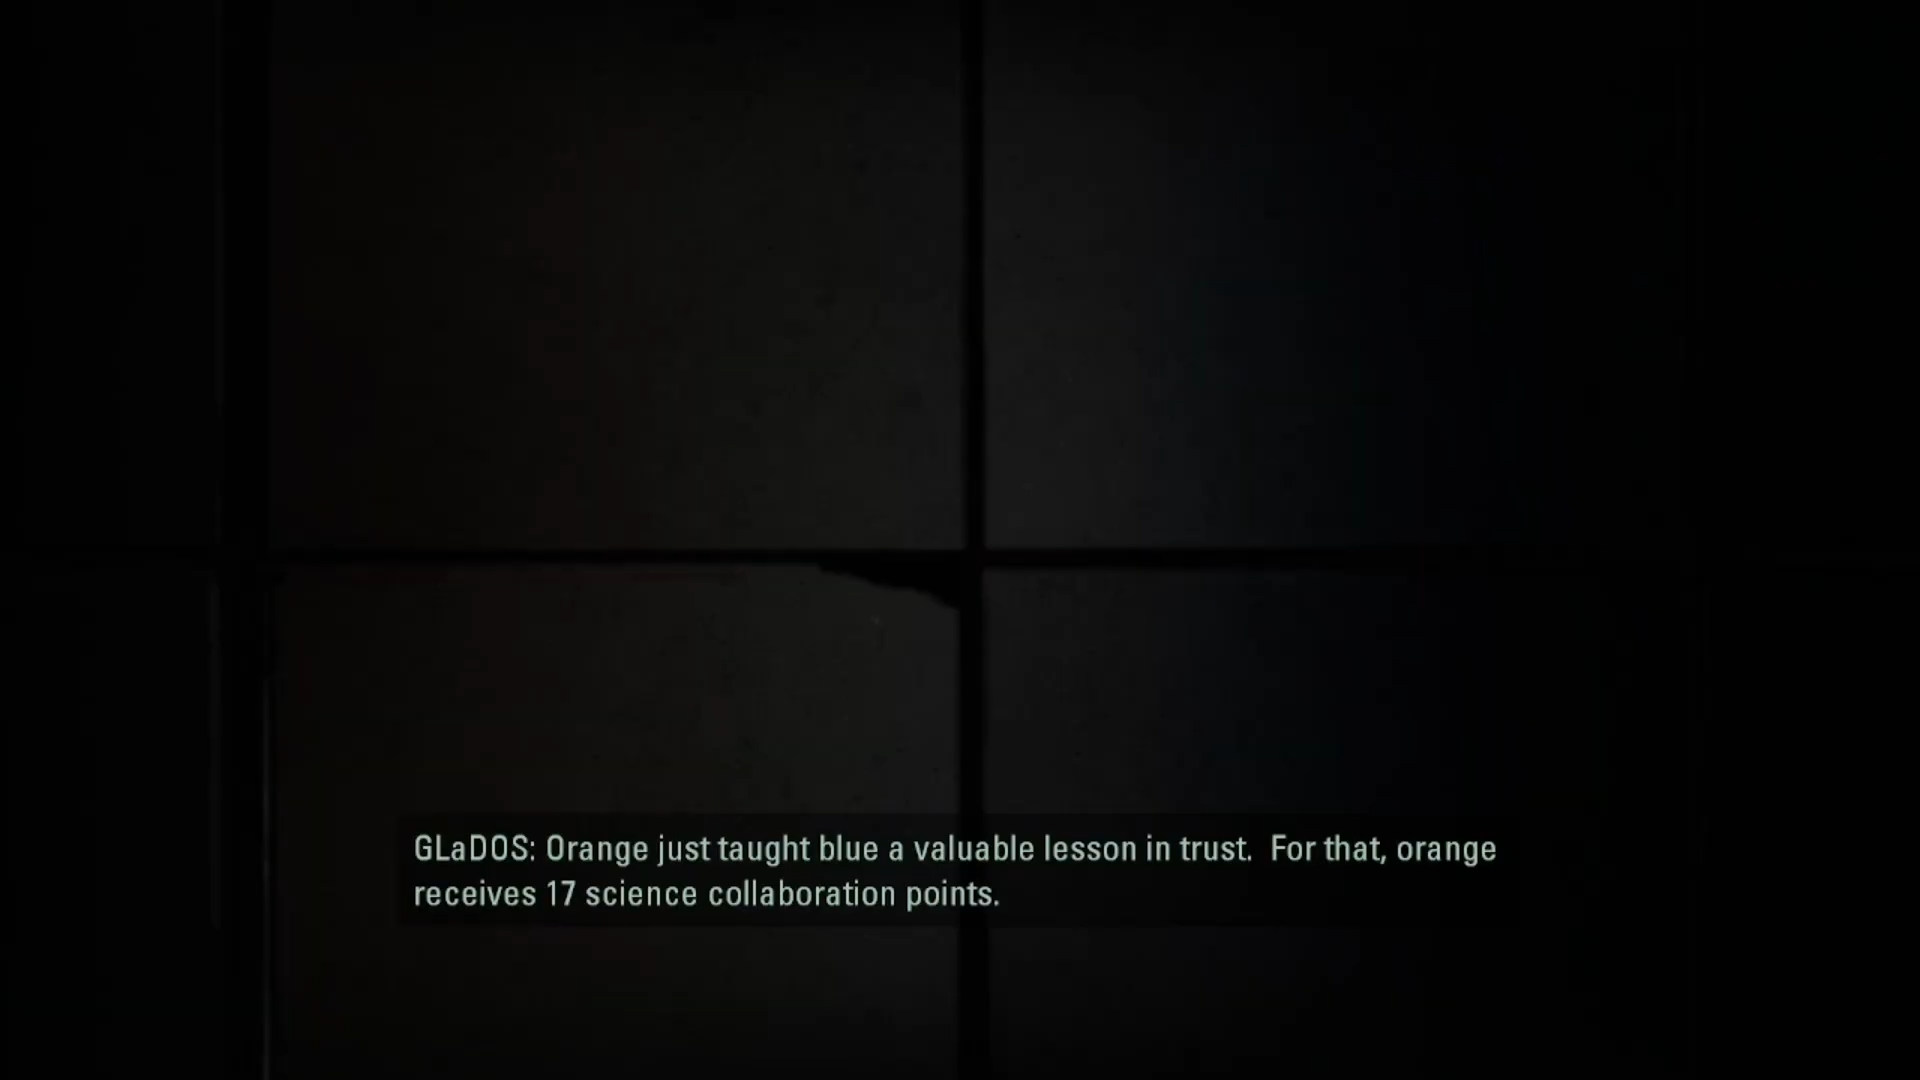 GLaDOS: Orange just taught blue a valuable lesson in trust.  For that, orange
receives 17 science collaboration points.